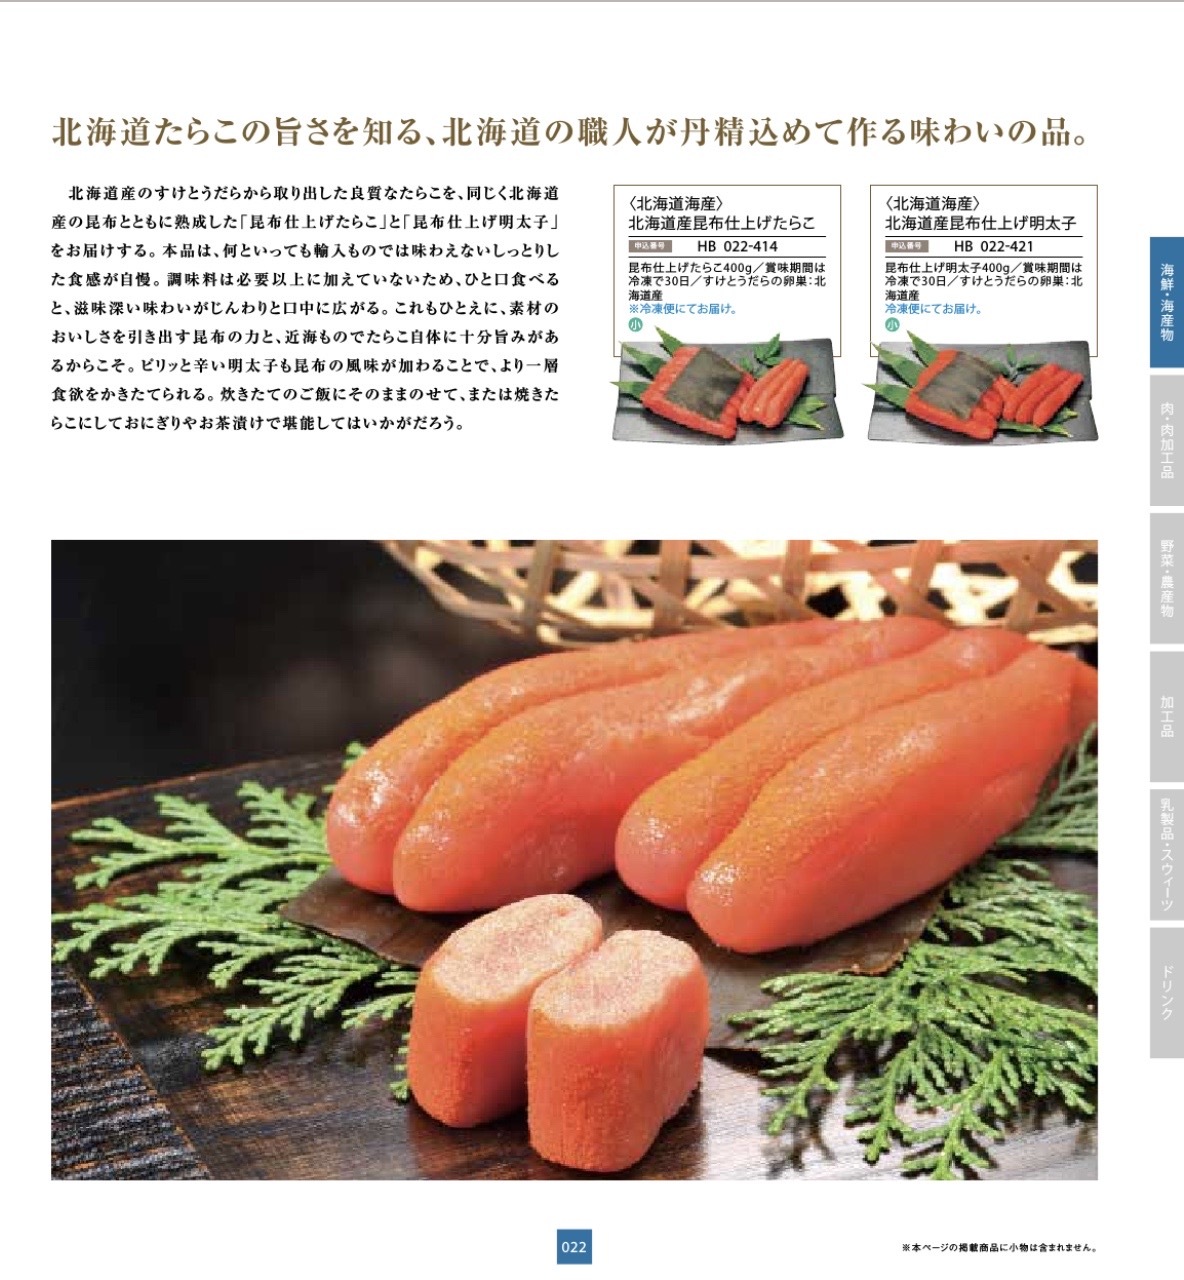 北海道たらこの旨さを知る、北海道の職人が丹精込めて作る味わいの品。
北海道産のすけとうだらから取り出した良質なたらこを、同じく北海道
産の昆布とともに熟成した「昆布仕上げたらこ」と「昆布仕上げ明太子」
をお届けする。本品は、何といっても輸入ものでは味わえないしっとりし
た食感が自慢。調味料は必要以上に加えていないため、ひと口食べる
と、滋味深い味わいがじんわりと口中に広がる。これもひとえに、素材の
おいしさを引き出す昆布の力と、近海ものでたらこ自体に十分旨みがあ
るからこそ。ピリッと辛い明太子も昆布の風味が加わることで、より一層
食欲をかきたてられる。炊きたてのご飯にそのままのせて、または焼きた
らこにしておにぎりやお茶漬けで堪能してはいかがだろう。
〈北海道海産〉
北海道産昆布仕上げたらこ
申込番号 HB 022-414
昆布仕上げたらこ400g／賞味期間は
冷凍で30日／すけとうだらの卵巣：北
海道産
※冷凍便にてお届け。
小
〈北海道海産〉
北海道産昆布仕上げ明太子
申込番号 HB 022-421
昆布仕上げ明太子400g／賞味期間は
冷凍で30日／すけとうだらの卵巣：北
海道産
冷凍便にてお届け。
小
海鮮・海産物
肉・肉加工品
野菜・農産物
加工品
乳製品・スウィーツ
ドリンク
022
※本ページの掲載商品に小物は含まれません。